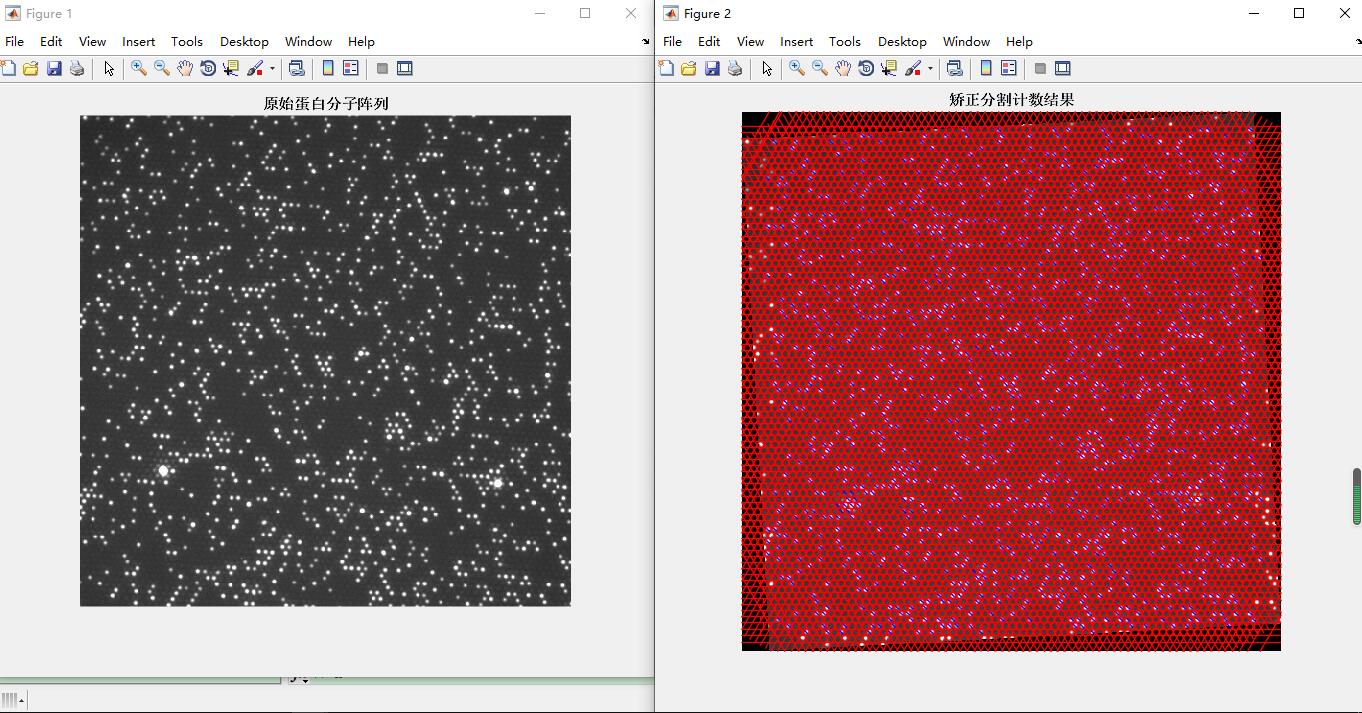 Figure 1
File Edit View Insert Tools Desktop Window Help
原始蛋白分子阵列
Figure 2
File Edit View Insert Tools Desktop Window Help
矫正分割计数结果